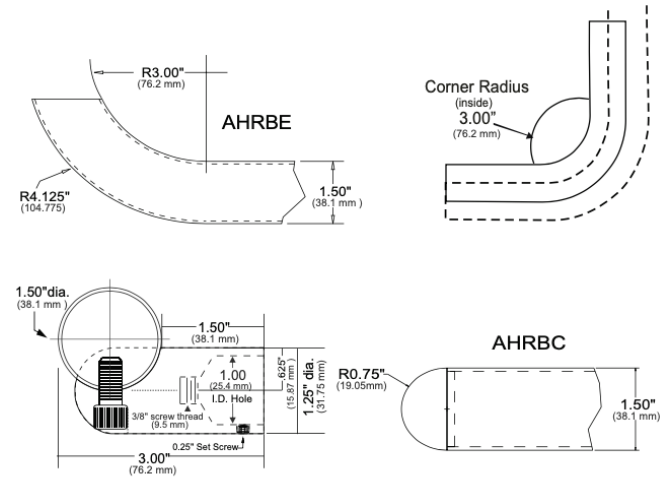 R3.00"
(76.2 mm)
AHRBE
R4.125"
(104.775)
1.50"
(38.1 mm )
Corner Radius
(inside)
3.00"
(76.2 mm)
1.50"dia.
(38.1 mm )
1.50"
(38.1 mm)
1.00
(25.4 mm)
I.D. Hole
.625"
(15.87 mm )
1.25" dia.
(31.75 mm)
3/8" screw thread
(9.5 mm)
0.25" Set Screw
3.00"
(76.2 mm)
AHRBC
R0.75"
(19.05mm)
1.50"
(38.1 mm)